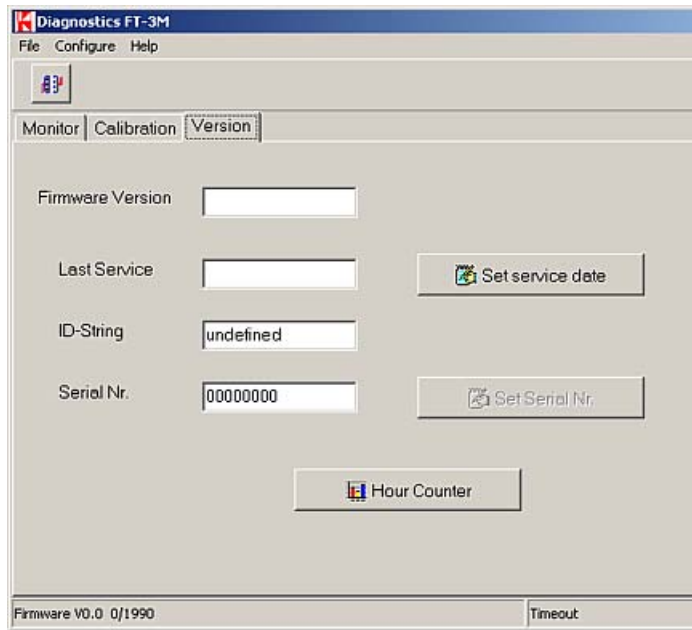 Diagnostics FT-3M
File Configure Help
Monitor Calibration Version
Firmware Version
Last Service
Set service date
ID-String
undefined
Serial Nr.
00000000
Set Serial Nr.
Hour Counter
Firmware V0.0 0/1990
Timeout